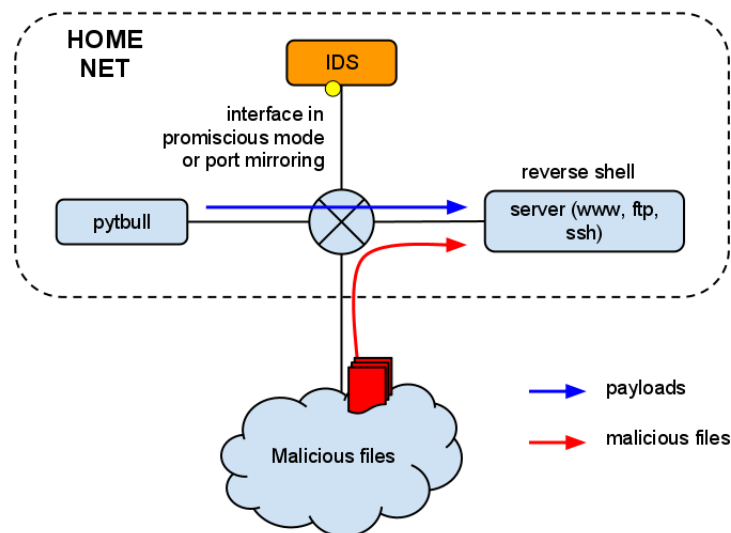 HOME
NET
IDS
interface in
promiscious mode
or port mirroring
reverse shell
pytbull
server (www, ftp,
ssh)
Malicious files
payloads
malicious files